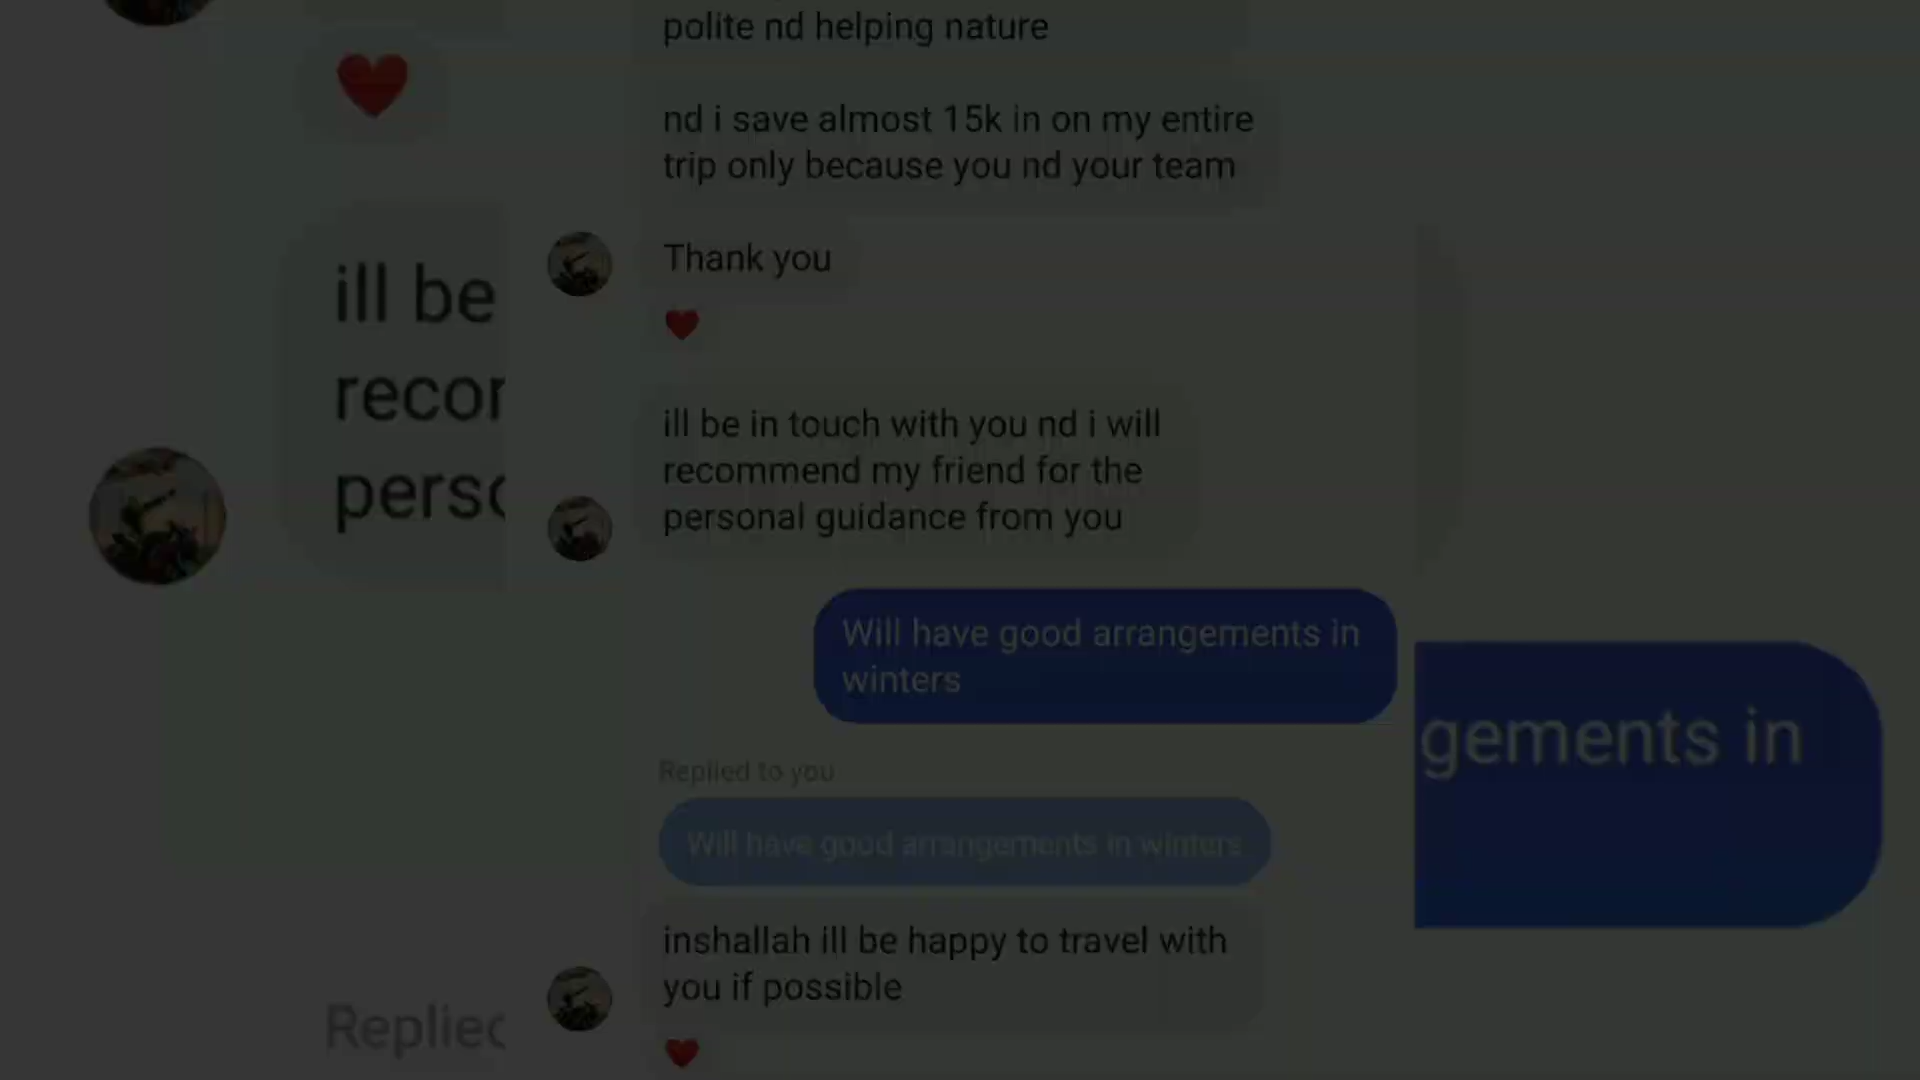 polite nd helping nature
nd i save almost 15k in on my entire
trip only because you nd your team
Thank you
ill be in touch with you nd i will
recommend my friend for the
personal guidance from you
Will have good arrangements in
winters
Replied to you
Will have good arrangements in winters
inshallah ill be happy to travel with
you if possible
ill be
recor
perso
Replied
gements in